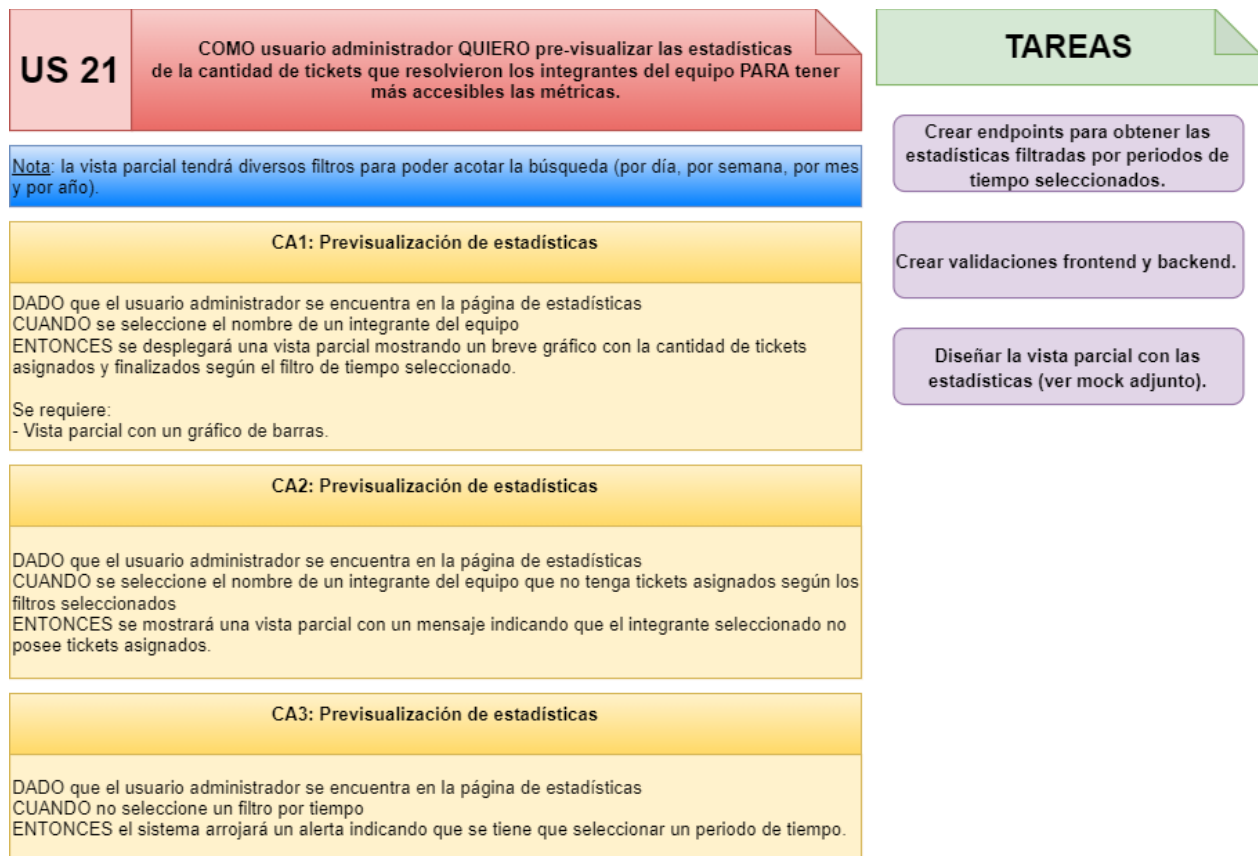 US 21
COMO usuario administrador QUIERO pre-visualizar las estadísticas
de la cantidad de tickets que resolvieron los integrantes del equipo PARA tener
más accesibles las métricas.
Nota: la vista parcial tendrá diversos filtros para poder acotar la búsqueda (por día, por semana, por mes
y por año).
CA1: Previsualización de estadísticas
DADO que el usuario administrador se encuentra en la página de estadísticas
CUANDO se seleccione el nombre de un integrante del equipo
ENTONCES se desplegará una vista parcial mostrando un breve gráfico con la cantidad de tickets
asignados y finalizados según el filtro de tiempo seleccionado.
Se requiere:
- Vista parcial con un gráfico de barras.
CA2: Previsualización de estadísticas
DADO que el usuario administrador se encuentra en la página de estadísticas
CUANDO se seleccione el nombre de un integrante del equipo que no tenga tickets asignados según los
filtros seleccionados
ENTONCES se mostrará una vista parcial con un mensaje indicando que el integrante seleccionado no
posee tickets asignados.
CA3: Previsualización de estadísticas
DADO que el usuario administrador se encuentra en la página de estadísticas
CUANDO no seleccione un filtro por tiempo
ENTONCES el sistema arrojará un alerta indicando que se tiene que seleccionar un periodo de tiempo.
TAREAS
Crear endpoints para obtener las
estadísticas filtradas por periodos de
tiempo seleccionados.
Crear validaciones frontend y backend.
Diseñar la vista parcial con las
estadísticas (ver mock adjunto).